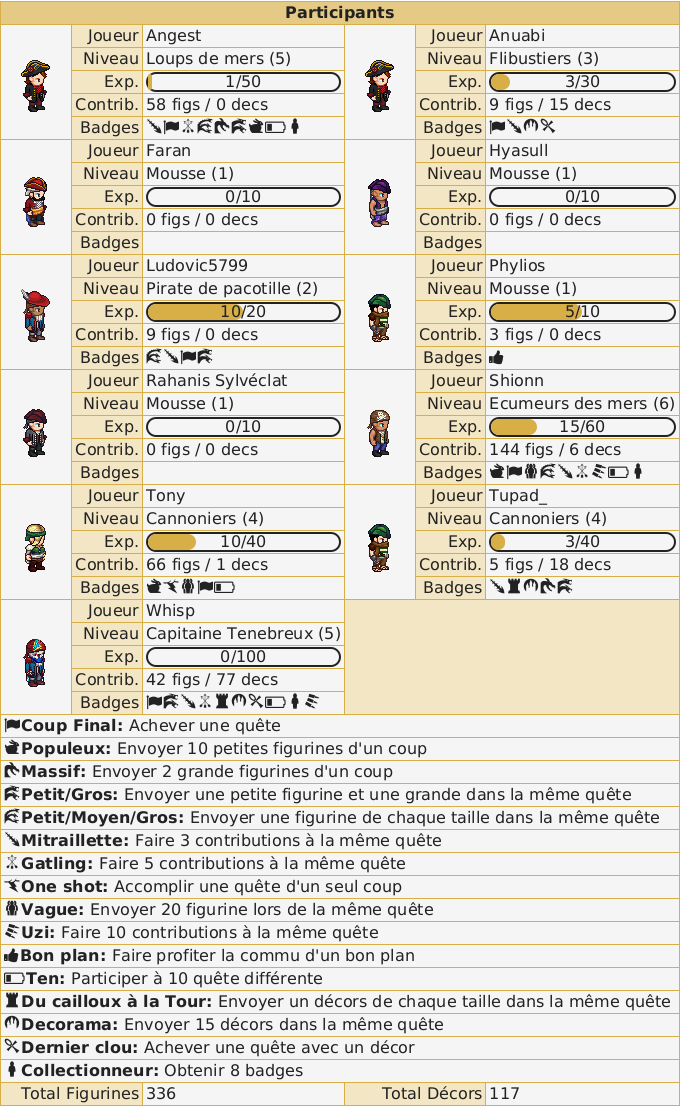 Participants
Joueur Angest
Niveau Loups de mers (5)
Exp. 1/50
Contrib. 58 figs / 0 decs
Badges
Joueur Anuabi
Niveau Flibustiers (3)
Exp. 3/30
Contrib. 9 figs / 15 decs
Badges
Joueur Faran
Niveau Mousse (1)
Exp. 0/10
Contrib. 0 figs / 0 decs
Badges
Joueur Hyasull
Niveau Mousse (1)
Exp. 0/10
Contrib. 0 figs / 0 decs
Badges
Joueur Ludovic5799
Niveau Pirate de pacotille (2)
Exp. 10/20
Contrib. 9 figs / 0 decs
Badges
Joueur Phylios
Niveau Mousse (1)
Exp. 5/10
Contrib. 3 figs / 0 decs
Badges
Joueur Rahanis Sylvéclat
Niveau Mousse (1)
Exp. 0/10
Contrib. 0 figs / 0 decs
Badges
Joueur Shionn
Niveau Ecumeurs des mers (6)
Exp. 15/60
Contrib. 144 figs / 6 decs
Badges
Joueur Tony
Niveau Cannoniers (4)
Exp. 10/40
Contrib. 66 figs / 1 decs
Badges
Joueur Tupad_
Niveau Cannoniers (4)
Exp. 3/40
Contrib. 5 figs / 18 decs
Badges
Joueur Whisp
Niveau Capitaine Tenebreux (5)
Exp. 0/100
Contrib. 42 figs / 77 decs
Badges
Coup Final: Achever une quête
Populeux: Envoyer 10 petites figurines d'un coup
Massif: Envoyer 2 grande figurines d'un coup
Petit/Gros: Envoyer une petite figurine et une grande dans la même quête
Petit/Moyen/Gros: Envoyer une figurine de chaque taille dans la même quête
Mitraillette: Faire 3 contributions à la même quête
Gatling: Faire 5 contributions à la même quête
One shot: Accomplir une quête d'un seul coup
Vague: Envoyer 20 figurine lors de la même quête
Uzi: Faire 10 contributions à la même quête
Bon plan: Faire profiter la commu d'un bon plan
Ten: Participer à 10 quête différente
Du cailloux à la Tour: Envoyer un décors de chaque taille dans la même quête
Decorama: Envoyer 15 décors dans la même quête
Dernier clou: Achever une quête avec un décor
Collectionneur: Obtenir 8 badges
Total Figurines 336
Total Décors 117